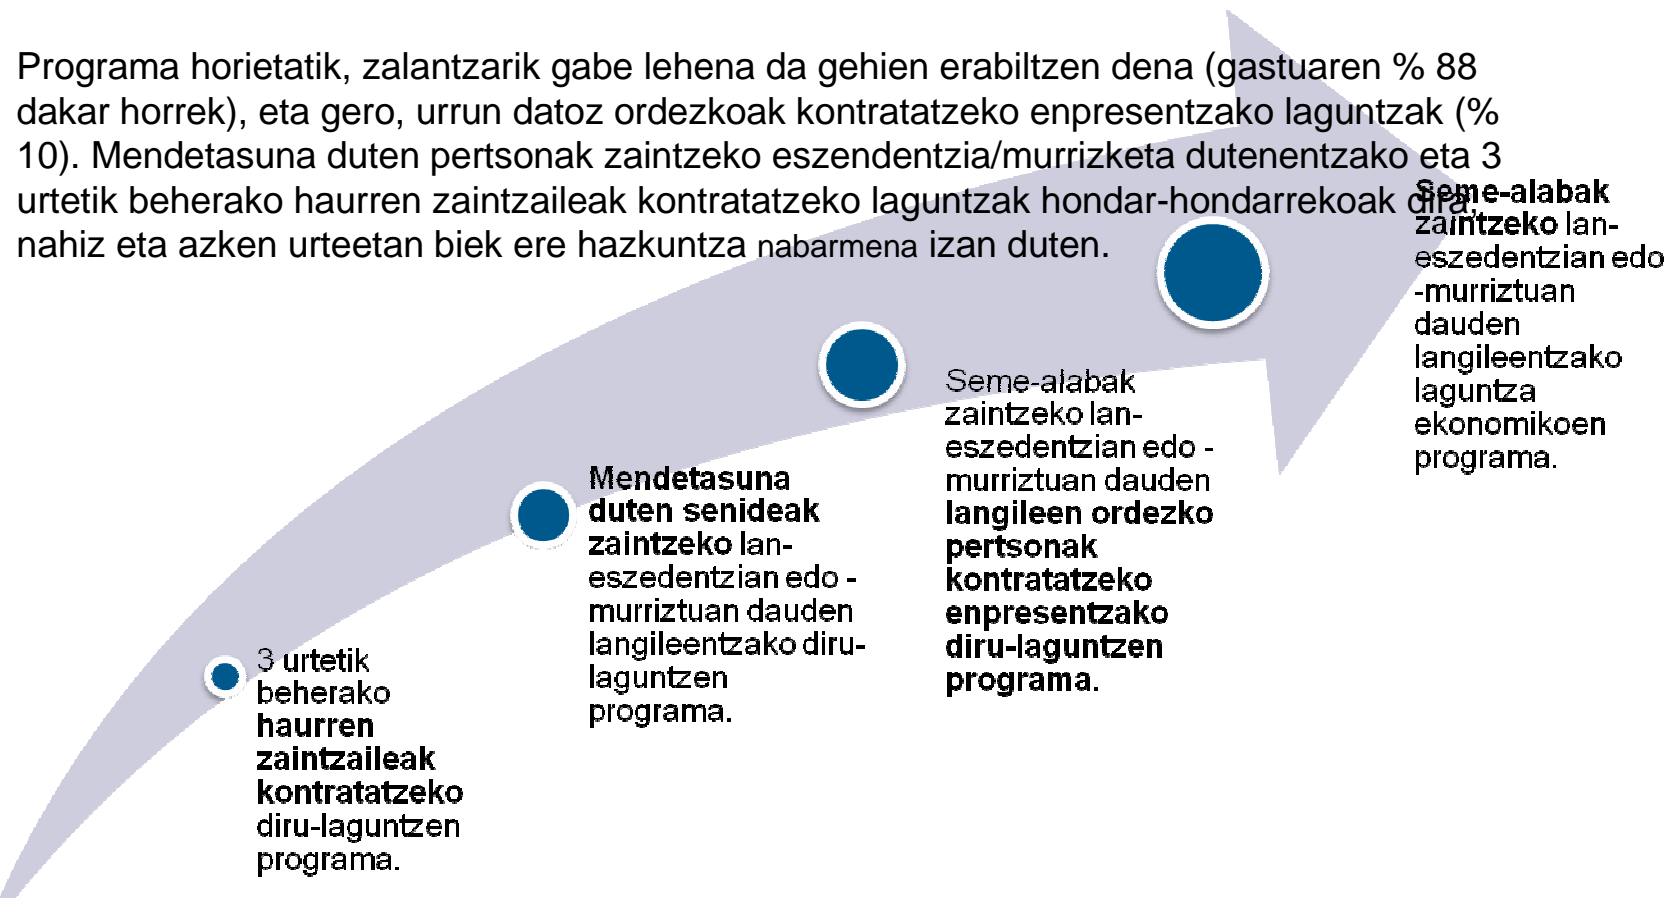 Programa horietatik, zalantzarik gabe lehena da gehien erabiltzen dena (gastuaren % 88
dakar horrek), eta gero, urrun datoz ordezkoak kontratatzeko enpresentzako laguntzak (%
10). Mendetasuna duten pertsonak zaintzeko eszendentzia/murrizketa dutenentzako eta 3
urtetik beherako haurren zaintzaileak kontratatzeko laguntzak hondar-hondarrekoak dira,
nahiz eta azken urteetan biek ere hazkuntza nabarmena izan duten.
3 urtetik
beherako
haurren
zaintzaileak
kontratatzeko
diru-laguntzen
programa.
Mendetasuna
duten senideak
zaintzeko lan-
eszedentzian edo -
murriztuan dauden
langileentzako diru-
laguntzen
programa.
Seme-alabak
zaintzeko lan-
eszedentzian edo -
murriztuan dauden
langileen ordezko
pertsonak
kontratatzeko
enpresentzako
diru-laguntzen
programa.
Seme-alabak
zaintzeko lan-
eszedentzian edo
-murriztuan
dauden
langileentzako
laguntza
ekonomikoen
programa.